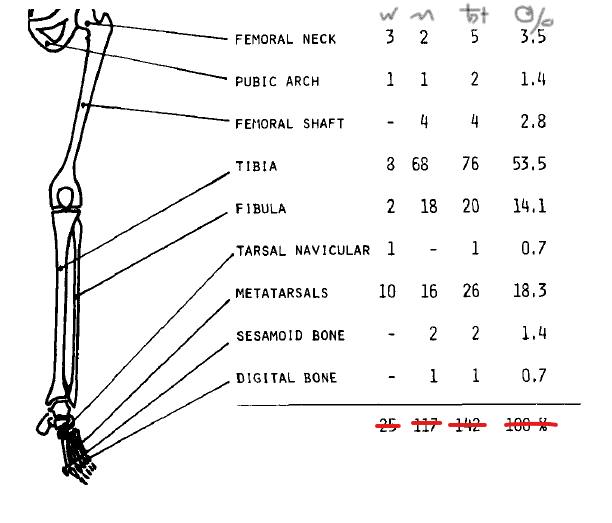 w m tot %
FEMORAL NECK 3 2 5 3.5
PUBIC ARCH 1 1 2 1.4
FEMORAL SHAFT - 4 4 2.8
TIBIA 8 68 76 53.5
FIBULA 2 18 20 14.1
TARSAL NAVICULAR 1 - 1 0.7
METATARSALS 10 16 26 18.3
SESAMOID BONE - 2 2 1.4
DIGITAL BONE - 1 1 0.7
25 117 142 100 %